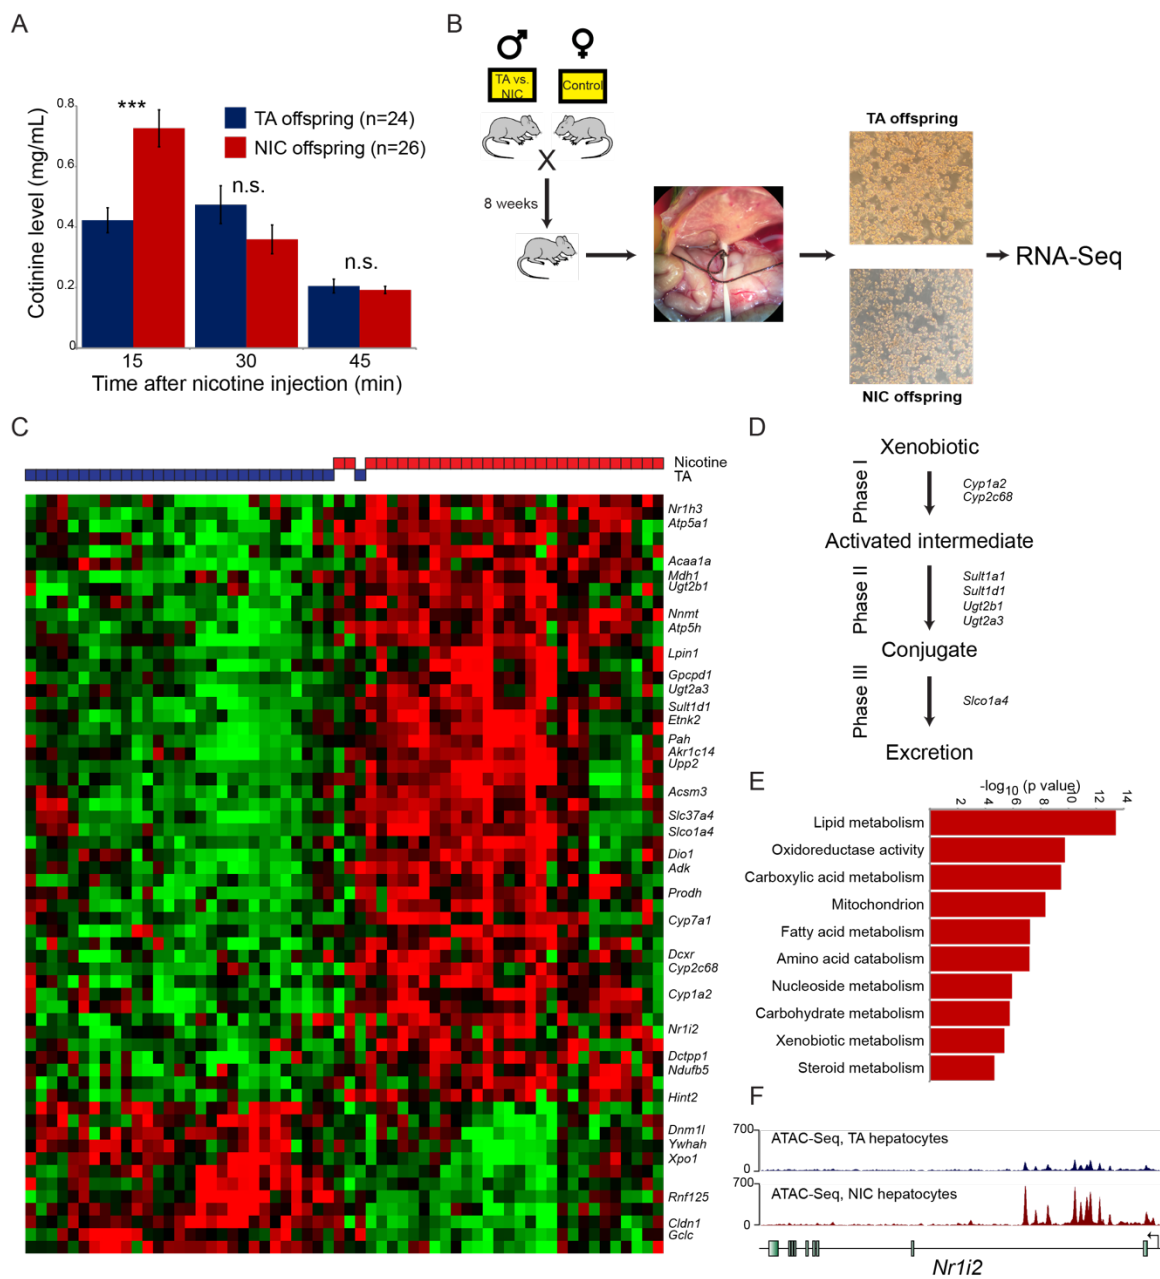 A
0.8
0.6
0.4
0.2
0
Cotinine level (mg/mL)
***
n.s.
n.s.
TA offspring (n=24)
NIC offspring (n=26)
15
30
45
Time after nicotine injection (min)
B
♂
♀
TA vs.
NIC
Control
X
8 weeks
TA offspring
NIC offspring
RNA-Seq
C
Nicotine
TA
Nr1h3
Atp5a1
Acaa1a
Mdh1
Ugt2b1
Nnmt
Atp5h
Lpin1
Gpcpd1
Ugt2a3
Sult1d1
Etnk2
Pah
Akr1c14
Upp2
Acsm3
Slc37a4
Slco1a4
Dio1
Adk
Prodh
Cyp7a1
Dcxr
Cyp2c68
Cyp1a2
Nr1i2
Dctpp1
Ndufb5
Hint2
Dnm1l
Ywhah
Xpo1
Rnf125
Cldn1
Gclc
D
Xenobiotic
Phase I
Cyp1a2
Cyp2c68
Activated intermediate
Phase II
Sult1a1
Sult1d1
Ugt2b1
Ugt2a3
Conjugate
Phase III
Slco1a4
Excretion
E
-log10 (p value)
2
4
6
8
10
12
14
Lipid metabolism
Oxidoreductase activity
Carboxylic acid metabolism
Mitochondrion
Fatty acid metabolism
Amino acid catabolism
Nucleoside metabolism
Carbohydrate metabolism
Xenobiotic metabolism
Steroid metabolism
F
700
ATAC-Seq, TA hepatocytes
0
700
ATAC-Seq, NIC hepatocytes
0
Nr1i2